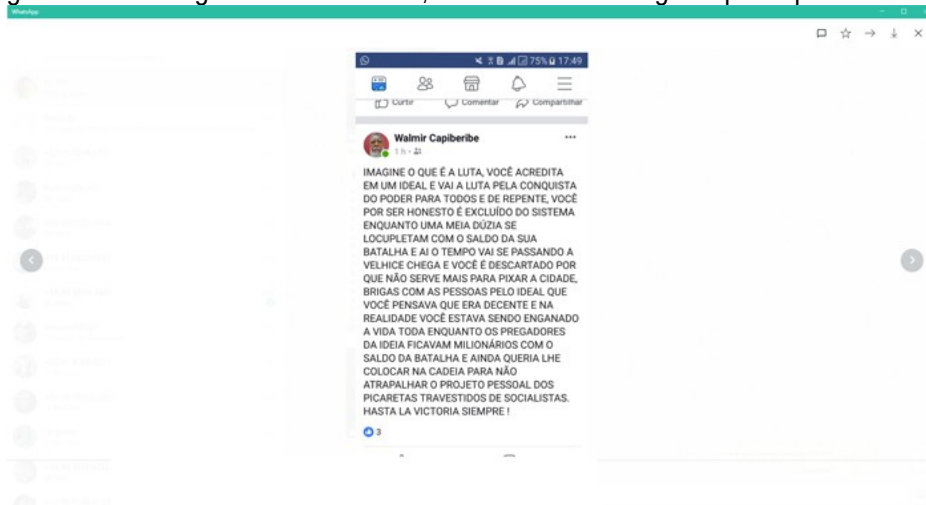 WhatsApp
75% 17:49
Curtir Comentar Compartilhar
Walmir Capiberibe
1 h
IMAGINE O QUE É A LUTA, VOCÊ ACREDITA
EM UM IDEAL E VAI A LUTA PELA CONQUISTA
DO PODER PARA TODOS E DE REPENTE, VOCÊ
POR SER HONESTO É EXCLUÍDO DO SISTEMA
ENQUANTO UMA MEIA DÚZIA SE
LOCUPLETAM COM O SALDO DA SUA
BATALHA E AI O TEMPO VAI SE PASSANDO A
VELHICE CHEGA E VOCÊ É DESCARTADO POR
QUE NÃO SERVE MAIS PARA PIXAR A CIDADE,
BRIGAS COM AS PESSOAS PELO IDEAL QUE
VOCÊ PENSAVA QUE ERA DECENTE E NA
REALIDADE VOCÊ ESTAVA SENDO ENGANADO
A VIDA TODA ENQUANTO OS PREGADORES
DA IDEIA FICAVAM MILIONÁRIOS COM O
SALDO DA BATALHA E AINDA QUERIA LHE
COLOCAR NA CADEIA PARA NÃO
ATRAPALHAR O PROJETO PESSOAL DOS
PICARETAS TRAVESTIDOS DE SOCIALISTAS.
HASTA LA VICTORIA SIEMPRE !
3